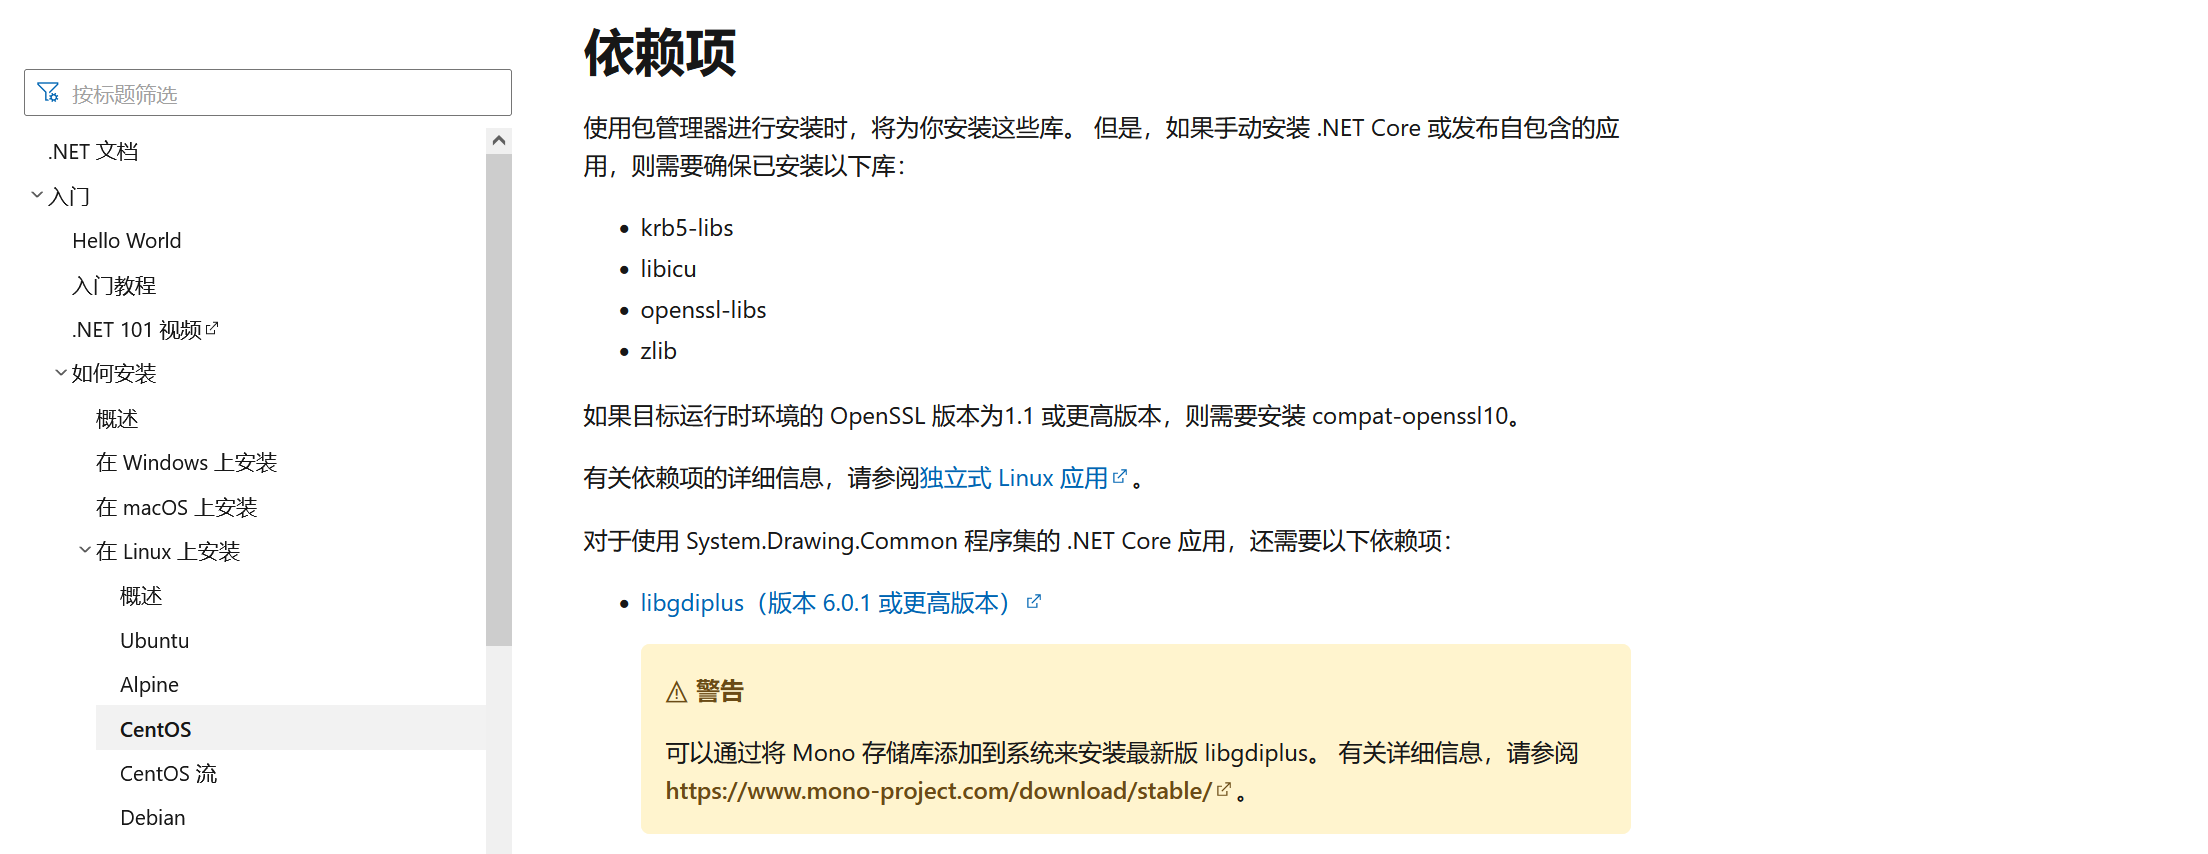 按标题筛选
.NET 文档
入门
Hello World
入门教程
.NET 101 视频
如何安装
概述
在 Windows 上安装
在 macOS 上安装
在 Linux 上安装
概述
Ubuntu
Alpine
CentOS
CentOS 流
Debian
依赖项
使用包管理器进行安装时，将为你安装这些库。 但是，如果手动安装 .NET Core 或发布自包含的应
用，则需要确保已安装以下库：
• krb5-libs
• libicu
• openssl-libs
• zlib
如果目标运行时环境的 OpenSSL 版本为1.1 或更高版本，则需要安装 compat-openssl10。
有关依赖项的详细信息，请参阅独立式 Linux 应用。
对于使用 System.Drawing.Common 程序集的 .NET Core 应用，还需要以下依赖项：
• libgdiplus（版本 6.0.1 或更高版本）
警告
可以通过将 Mono 存储库添加到系统来安装最新版 libgdiplus。 有关详细信息，请参阅
https://www.mono-project.com/download/stable/。